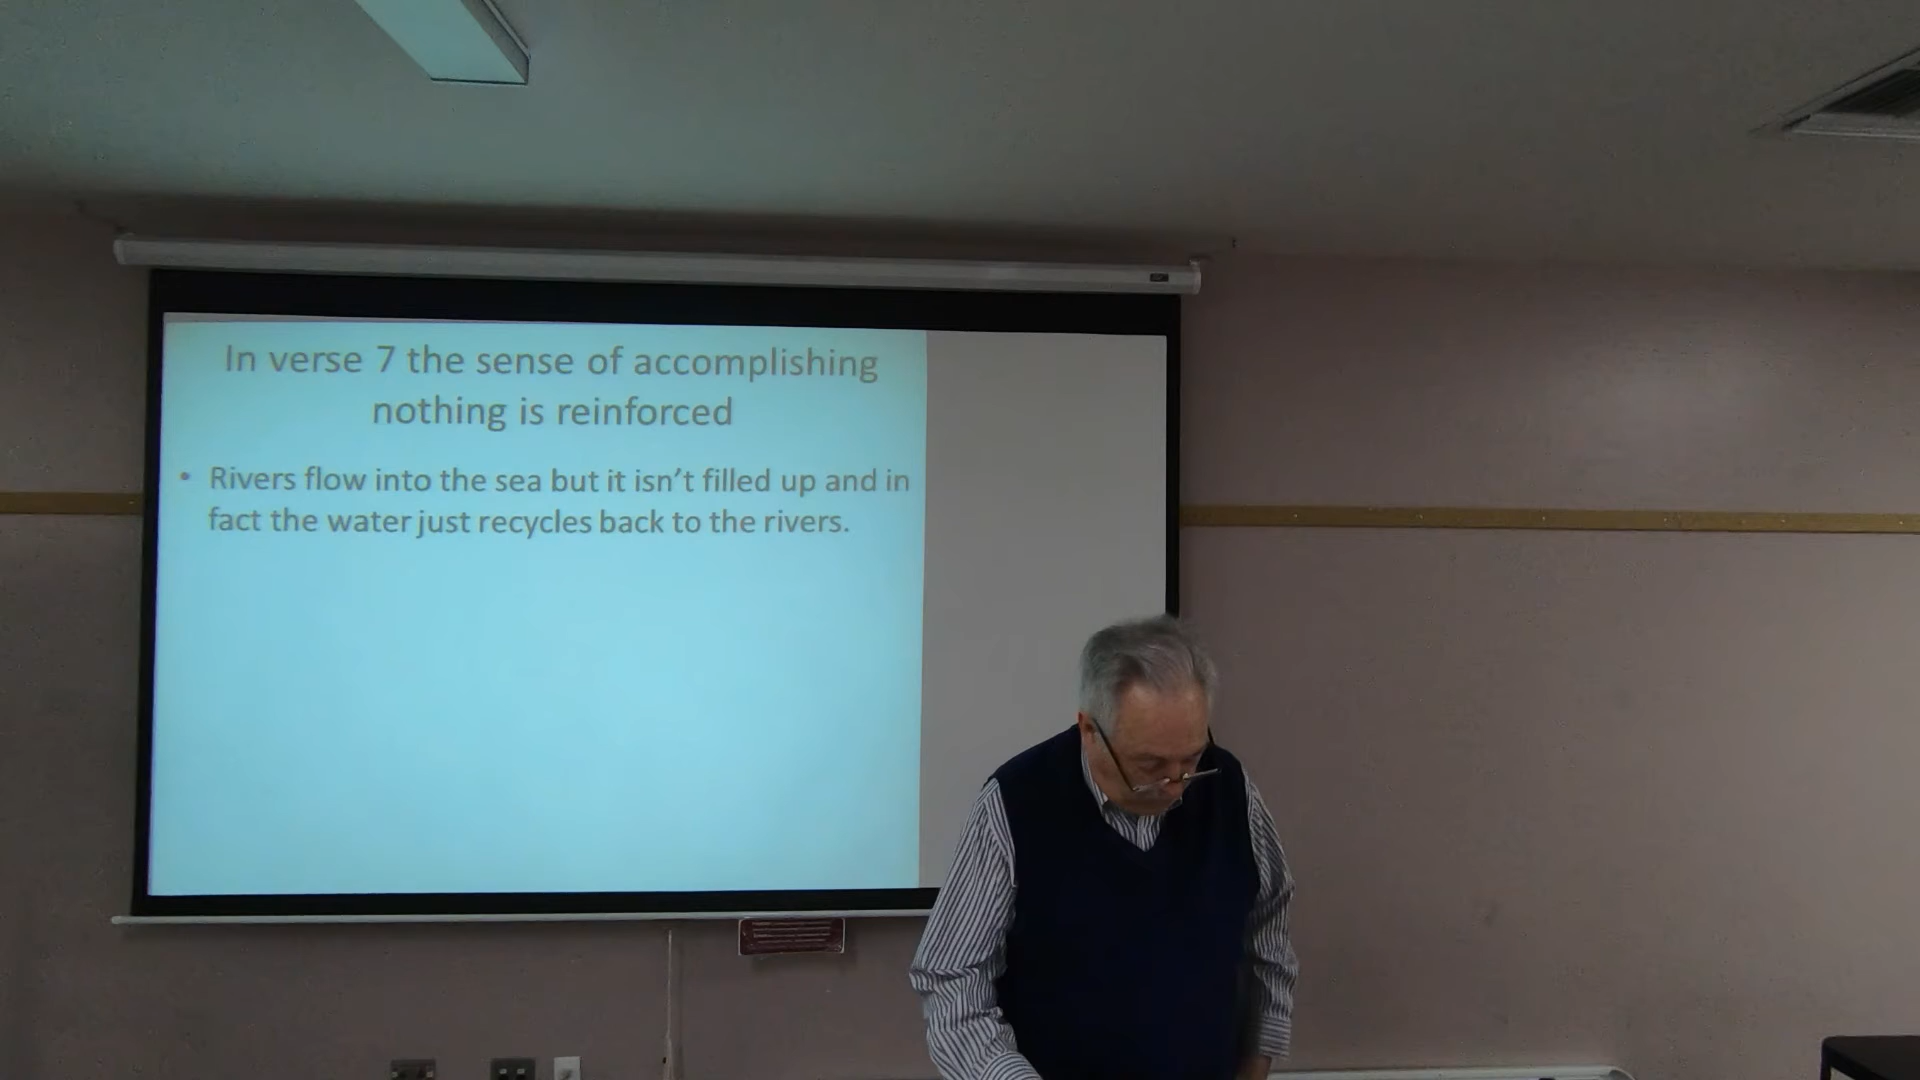 In verse 7 the sense of accomplishing
nothing is reinforced
• Rivers flow into the sea but it isn't filled up and in
fact the water just recycles back to the rivers.